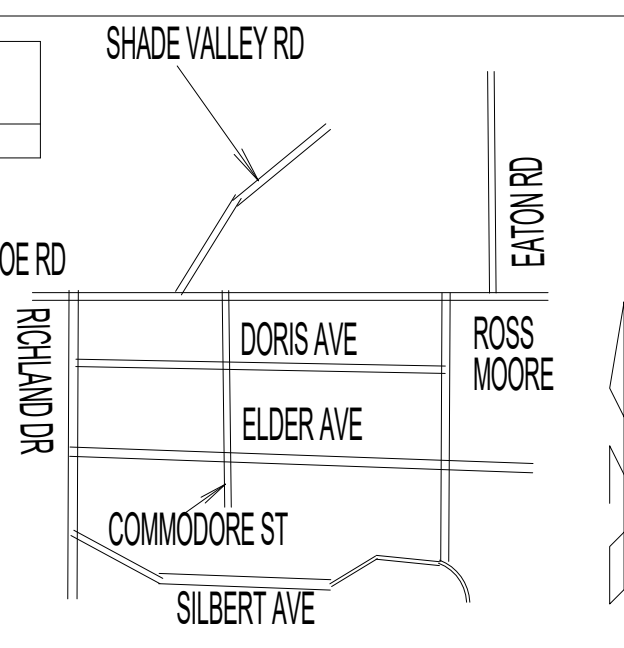 SHADE VALLEY RD
EATON RD
OE RD
RICHLAND DR
DORIS AVE
ROSS
MOORE
ELDER AVE
COMMODORE ST
SILBERT AVE